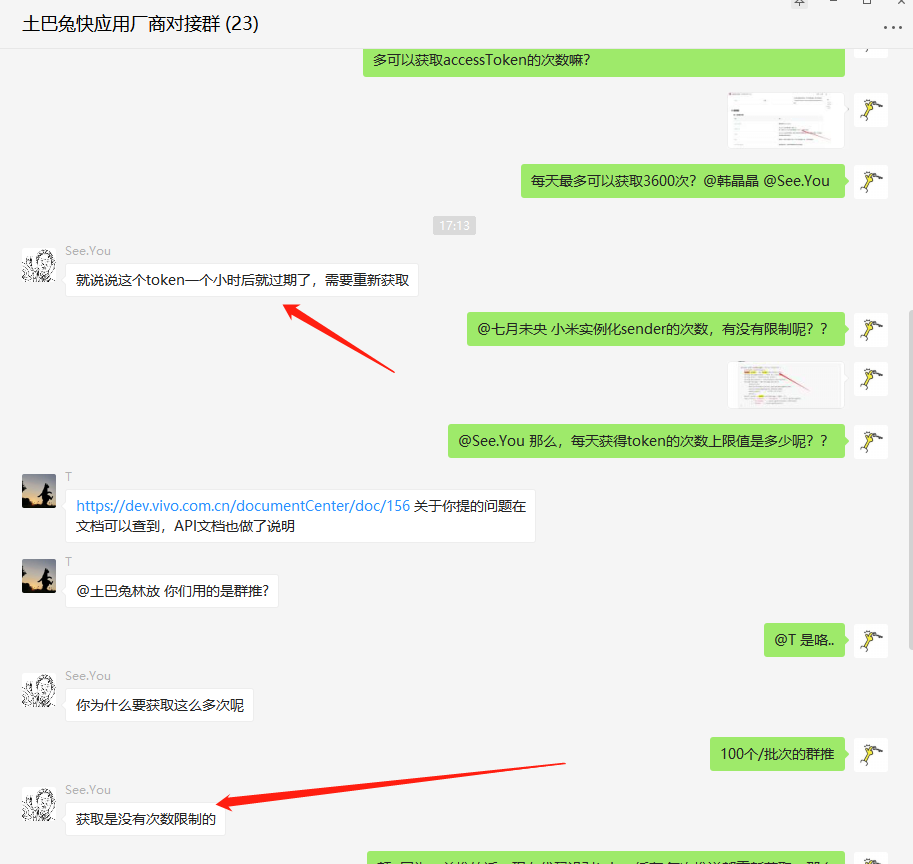 土巴兔快应用厂商对接群 (23)
多可以获取accessToken的次数嘛？
每天最多可以获取3600次？@韩晶晶 @See.You
17:13
See.You
就说说这个token一个小时后就过期了，需要重新获取
@七月未央 小米实例化sender的次数，有没有限制呢？？
@See.You 那么，每天获得token的次数上限值是多少呢？？
T
https://dev.vivo.com.cn/documentCenter/doc/156 关于你提的问题在
文档可以查到，API文档也做了说明
T
@土巴兔林放 你们用的是群推?
@T 是咯..
See.You
你为什么要获取这么多次呢
100个/批次的群推
See.You
获取是没有次数限制的